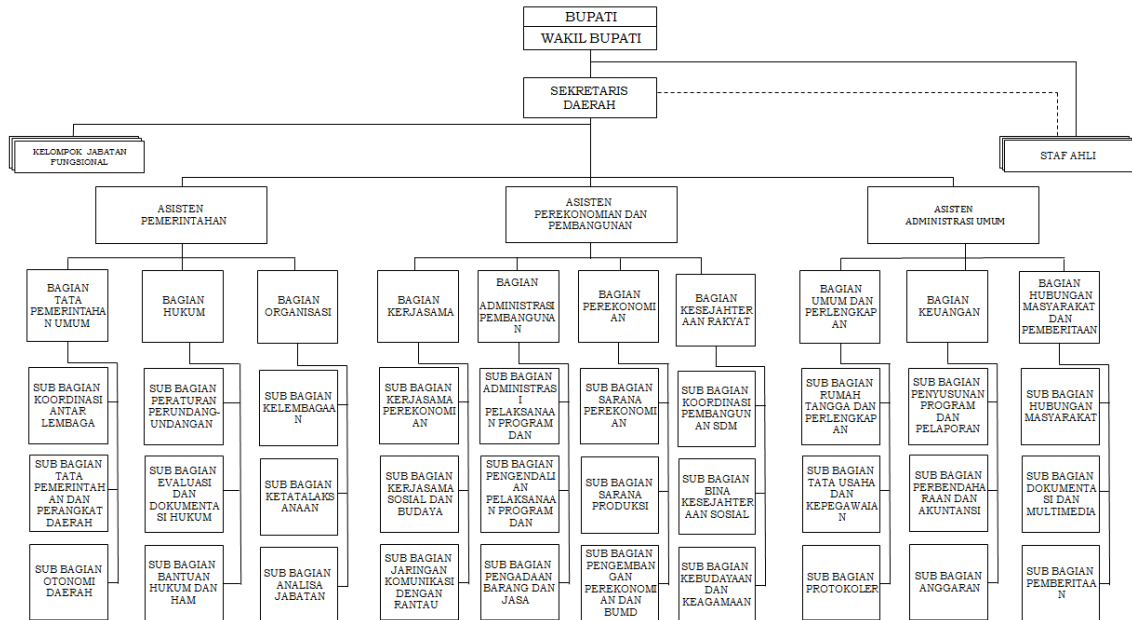 BUPATI
WAKIL BUPATI
SEKRETARIS
DAERAH
KELOMPOK JABATAN
FUNGSIONAL
STAF AHLI
ASISTEN
PEMERINTAHAN
ASISTEN
PEREKONOMIAN DAN
PEMBANGUNAN
ASISTEN
ADMINISTRASI UMUM
BAGIAN
TATA
PEMERINTAHA
N UMUM
BAGIAN
HUKUM
BAGIAN
ORGANISASI
BAGIAN
KERJASAMA
BAGIAN
ADMINISTRASI
PEMBANGUNA
N
BAGIAN
PEREKONOMI
AN
BAGIAN
KESEJAHTER
AAN RAKYAT
BAGIAN
UMUM DAN
PERLENGKAP
AN
BAGIAN
KEUANGAN
BAGIAN
HUBUNGAN
MASYARAKAT
DAN
PEMBERITAAN
SUB BAGIAN
KOORDINASI
ANTAR
LEMBAGA
SUB BAGIAN
PERATURAN
PERUNDANG-
UNDANGAN
SUB BAGIAN
KELEMBAGAA
N
SUB BAGIAN
KERJASAMA
PEREKONOMI
AN
SUB BAGIAN
ADMINISTRAS
I
PELAKSANAA
N PROGRAM
DAN
SUB BAGIAN
SARANA
PEREKONOMI
AN
SUB BAGIAN
KOORDINASI
PEMBANGUN
AN SDM
SUB BAGIAN
RUMAH
TANGGA DAN
PERLENGKAP
AN
SUB BAGIAN
PENYUSUNAN
PROGRAM
DAN
PELAPORAN
SUB BAGIAN
HUBUNGAN
MASYARAKAT
SUB BAGIAN
TATA
PEMERINTAH
AN DAN
PERANGKAT
DAERAH
SUB BAGIAN
EVALUASI
DAN
DOKUMENTA
SI HUKUM
SUB BAGIAN
KETATALAKS
ANAAN
SUB BAGIAN
KERJASAMA
SOSIAL DAN
BUDAYA
SUB BAGIAN
PENGENDALI
AN
PELAKSANAA
N PROGRAM
DAN
SUB BAGIAN
SARANA
PRODUKSI
SUB BAGIAN
BINA
KESEJAHTER
AAN SOSIAL
SUB BAGIAN
TATA USAHA
DAN
KEPEGAWAIA
N
SUB BAGIAN
PERBENDAHA
RAAN DAN
AKUNTANSI
SUB BAGIAN
DOKUMENTA
SI DAN
MULTIMEDIA
SUB BAGIAN
OTONOMI
DAERAH
SUB BAGIAN
BANTUAN
HUKUM DAN
HAM
SUB BAGIAN
ANALISA
JABATAN
SUB BAGIAN
JARINGAN
KOMUNIKASI
DENGAN
RANTAU
SUB BAGIAN
PENGADAAN
BARANG DAN
JASA
SUB BAGIAN
PENGEMBAN
GAN
PEREKONOMI
AN DAN
BUMD
SUB BAGIAN
KEBUDAYAAN
DAN
KEAGAMAAN
SUB BAGIAN
PROTOKOLER
SUB BAGIAN
ANGGARAN
SUB BAGIAN
PEMBERITAA
N